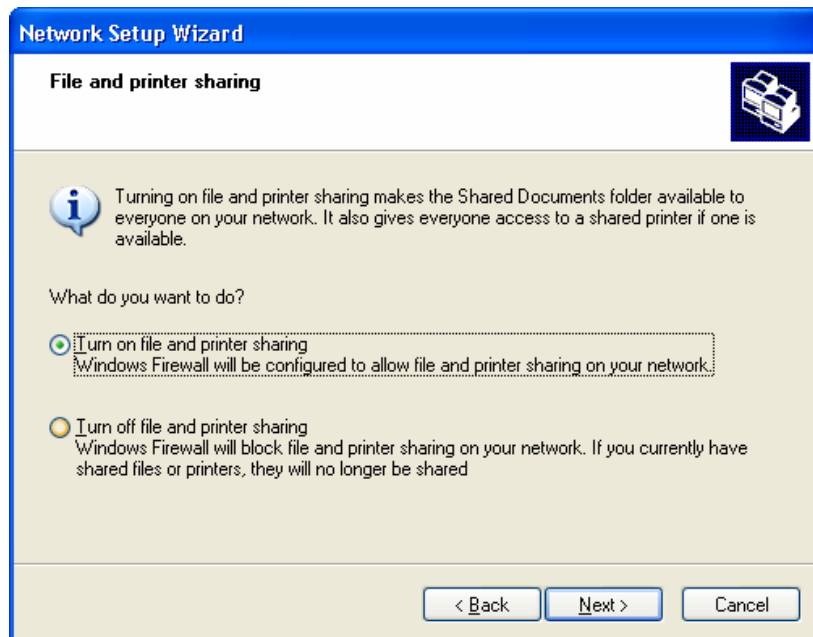 Network Setup Wizard
File and printer sharing
Turning on file and printer sharing makes the Shared Documents folder available to
everyone on your network. It also gives everyone access to a shared printer if one is
available.
What do you want to do?
Turn on file and printer sharing
Windows Firewall will be configured to allow file and printer sharing on your network.
Turn off file and printer sharing
Windows Firewall will block file and printer sharing on your network. If you currently have
shared files or printers, they will no longer be shared
< Back Next > Cancel